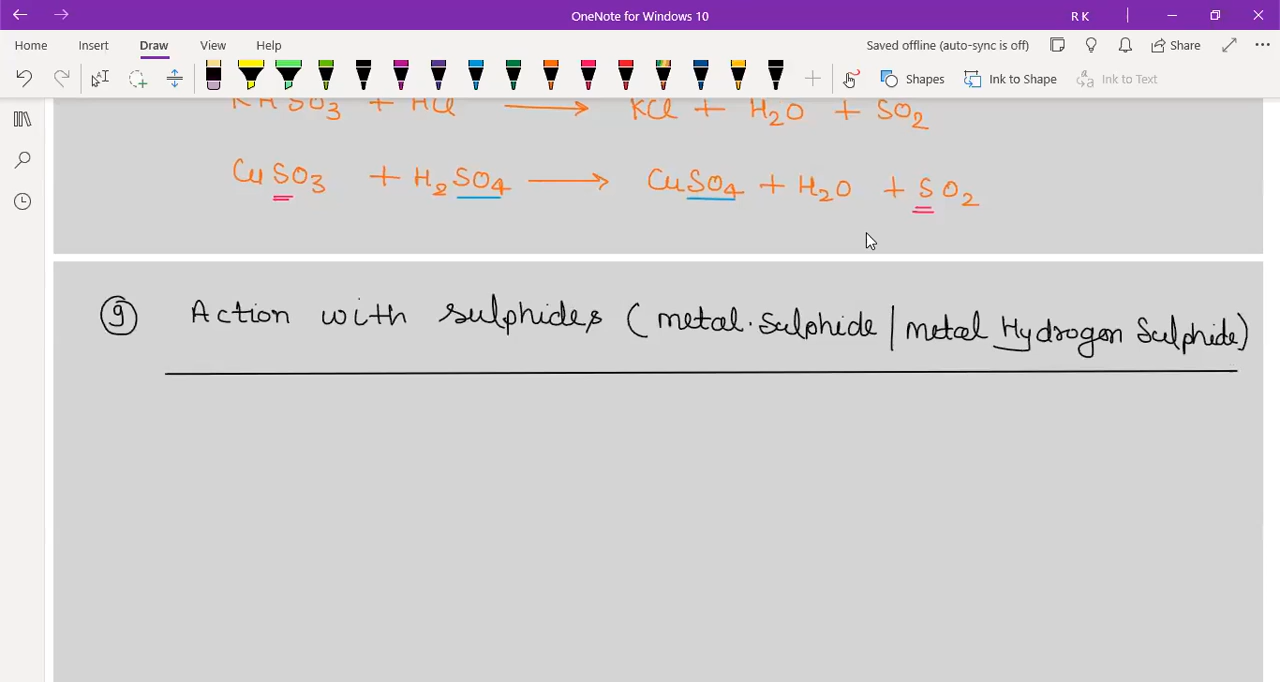 OneNote for Windows 10
R K
Home Insert Draw View Help
Saved offline (auto-sync is off)
Share
Shapes
Ink to Shape
Ink to Text
KHSO3 + HCl → KCl + H2O + SO2
CuSO3 + H2SO4 → CuSO4 + H2O + SO2
9 Action with sulphides (metal. Sulphide | metal Hydrogen Sulphide)